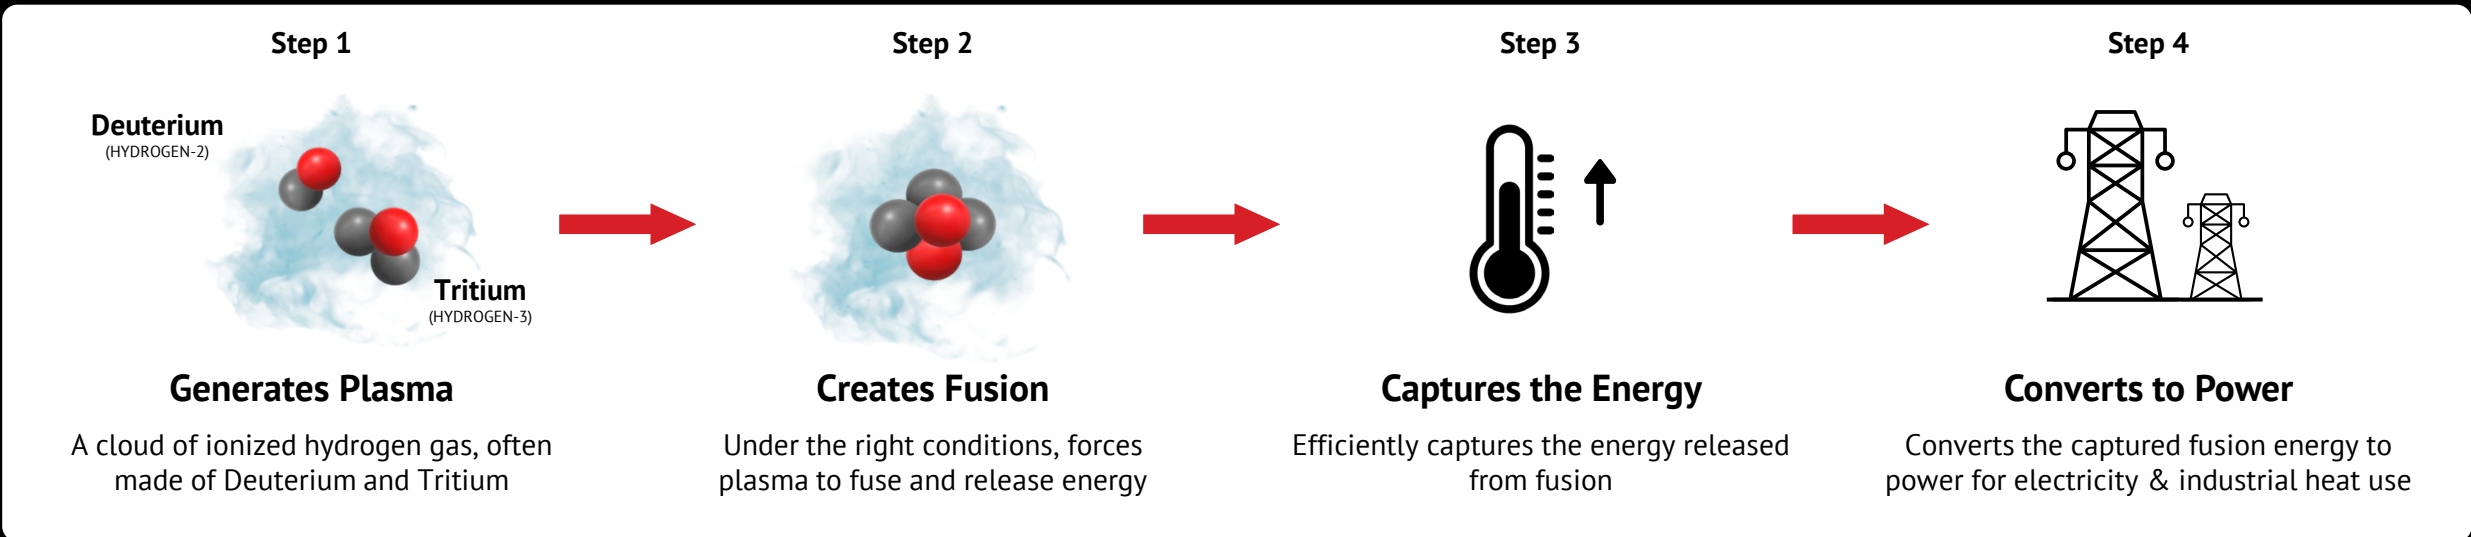 Step 1
Deuterium
(HYDROGEN-2)
Tritium
(HYDROGEN-3)
Generates Plasma
A cloud of ionized hydrogen gas, often
made of Deuterium and Tritium
Step 2
Creates Fusion
Under the right conditions, forces
plasma to fuse and release energy
Step 3
Captures the Energy
Efficiently captures the energy released
from fusion
Step 4
Converts to Power
Converts the captured fusion energy to
power for electricity & industrial heat use